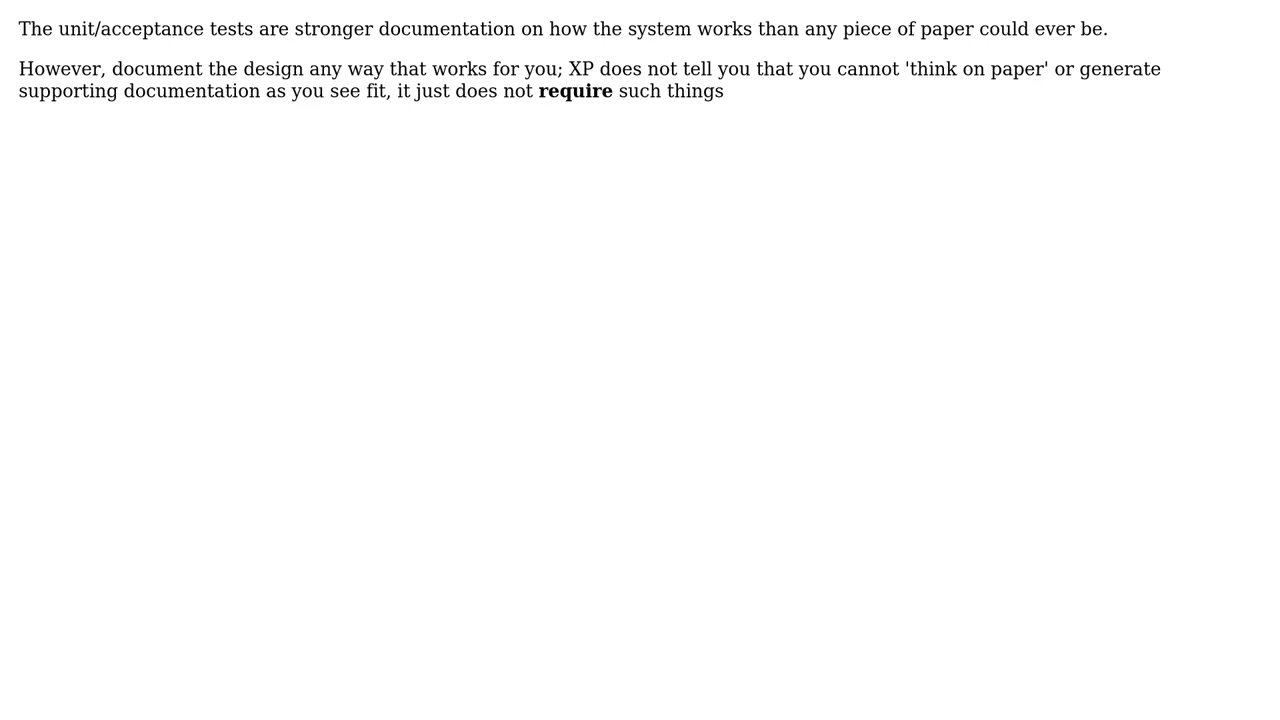 The unit/acceptance tests are stronger documentation on how the system works than any piece of paper could ever be.
However, document the design any way that works for you; XP does not tell you that you cannot 'think on paper' or generate
supporting documentation as you see fit, it just does not require such things